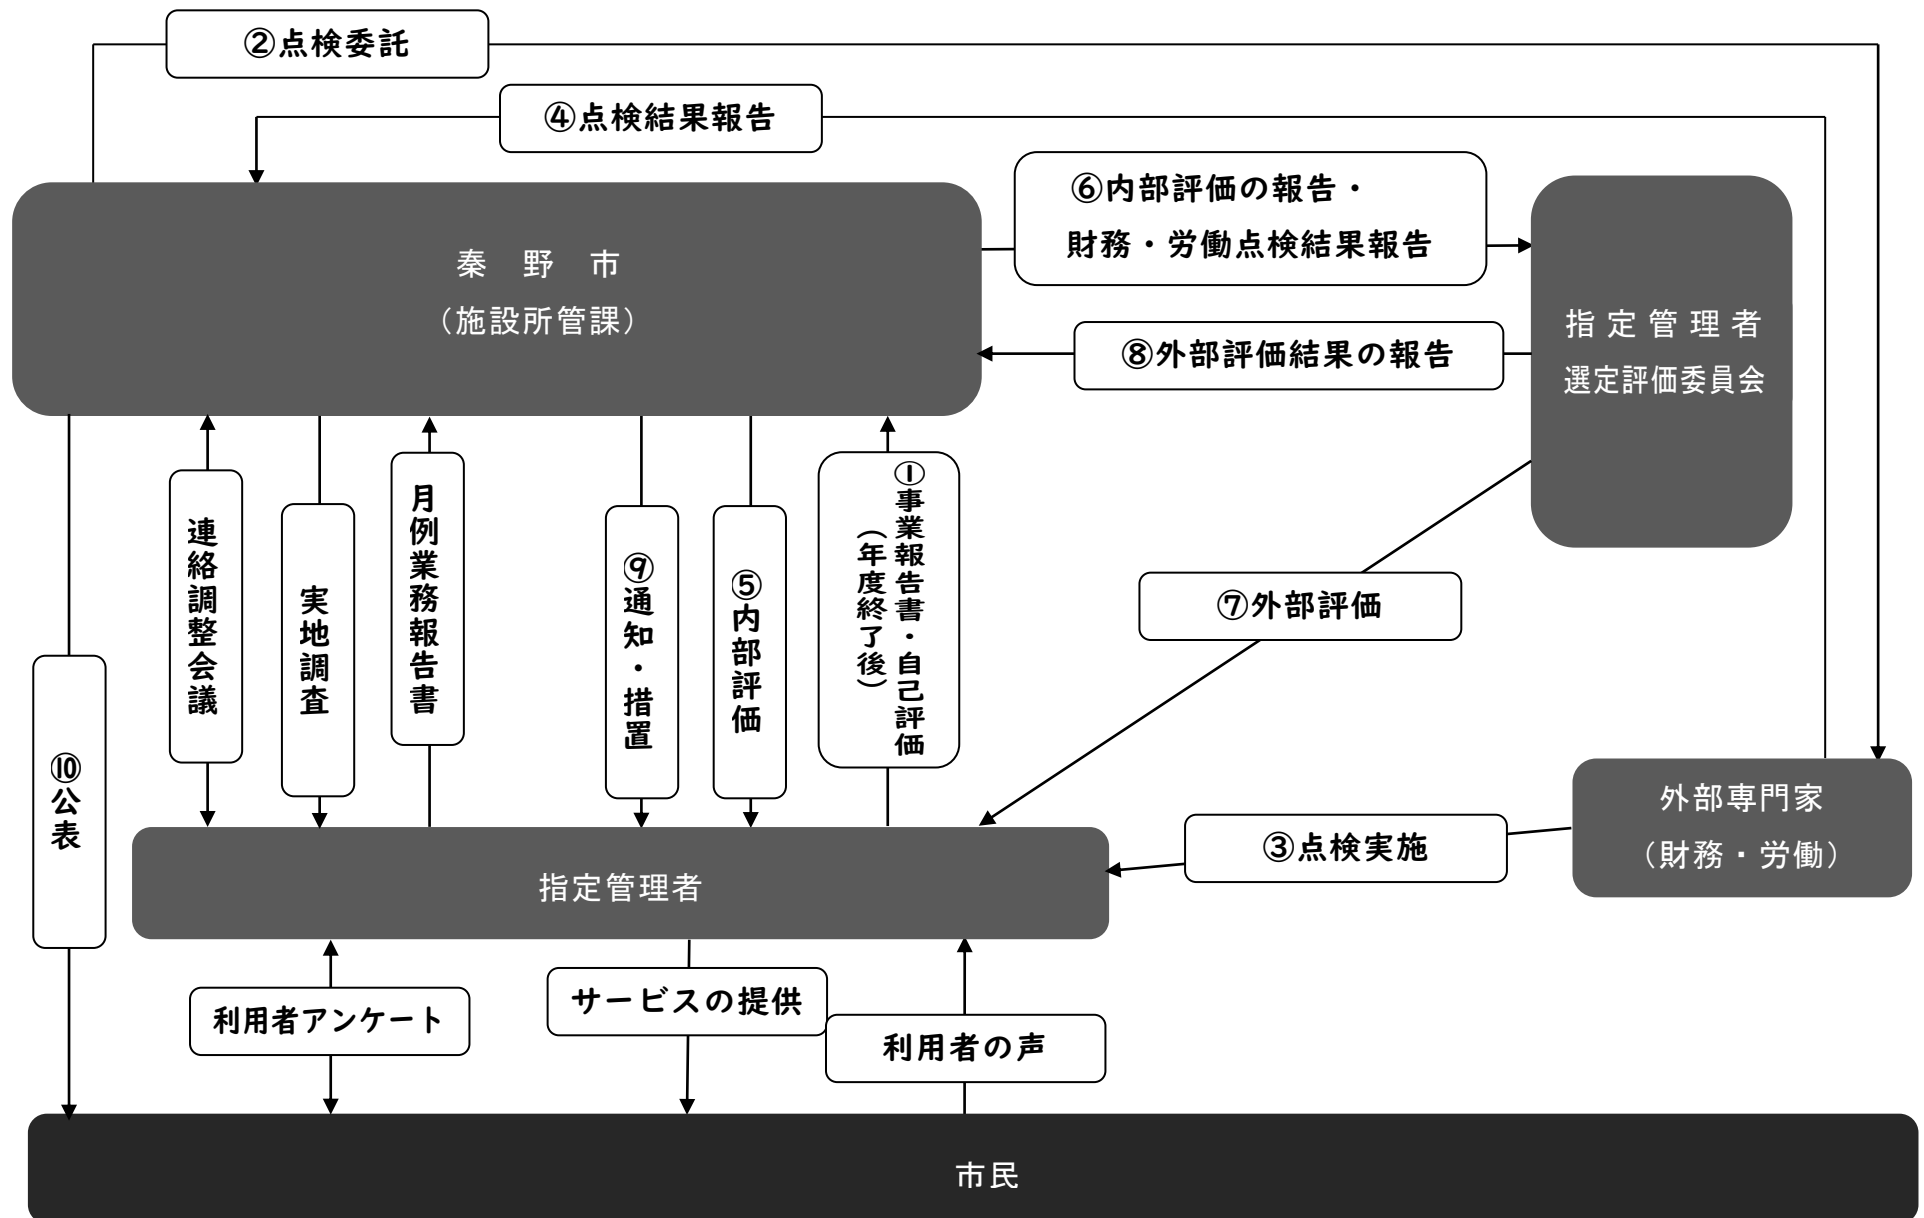 ②点検委託
④点検結果報告
⑥内部評価の報告・
財務・労働点検結果報告
秦　野　市
（施設所管課）
指定管理者
選定評価委員会
⑧外部評価結果の報告
連絡調整会議
実地調査
月例業務報告書
⑨通知・措置
⑤内部評価
①事業報告書・自己評価
（年度終了後）
⑦外部評価
⑩公表
外部専門家
（財務・労働）
③点検実施
指定管理者
利用者アンケート
サービスの提供
利用者の声
市民